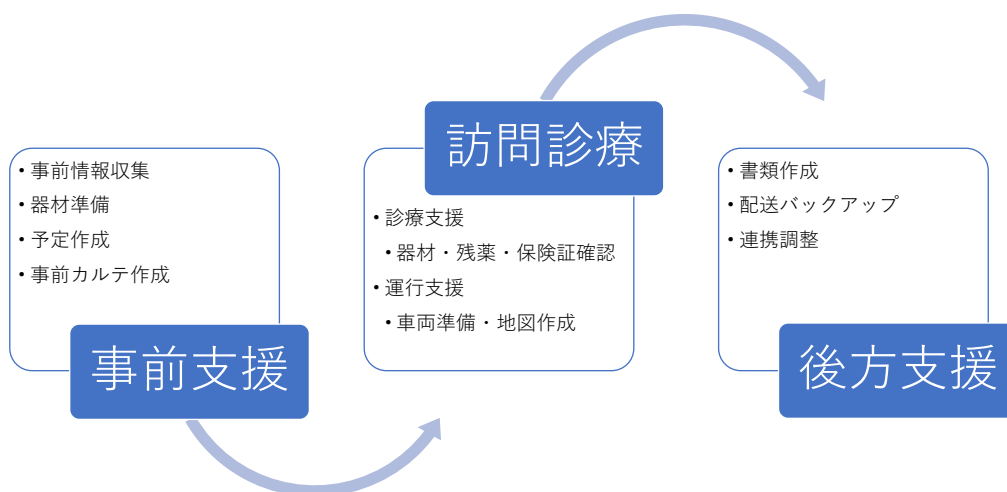 • 事前情報収集
• 器材準備
• 予定作成
• 事前カルテ作成
事前支援
訪問診療
• 診療支援
• 器材・残薬・保険証確認
• 運行支援
• 車両準備・地図作成
• 書類作成
• 配送バックアップ
• 連携調整
後方支援